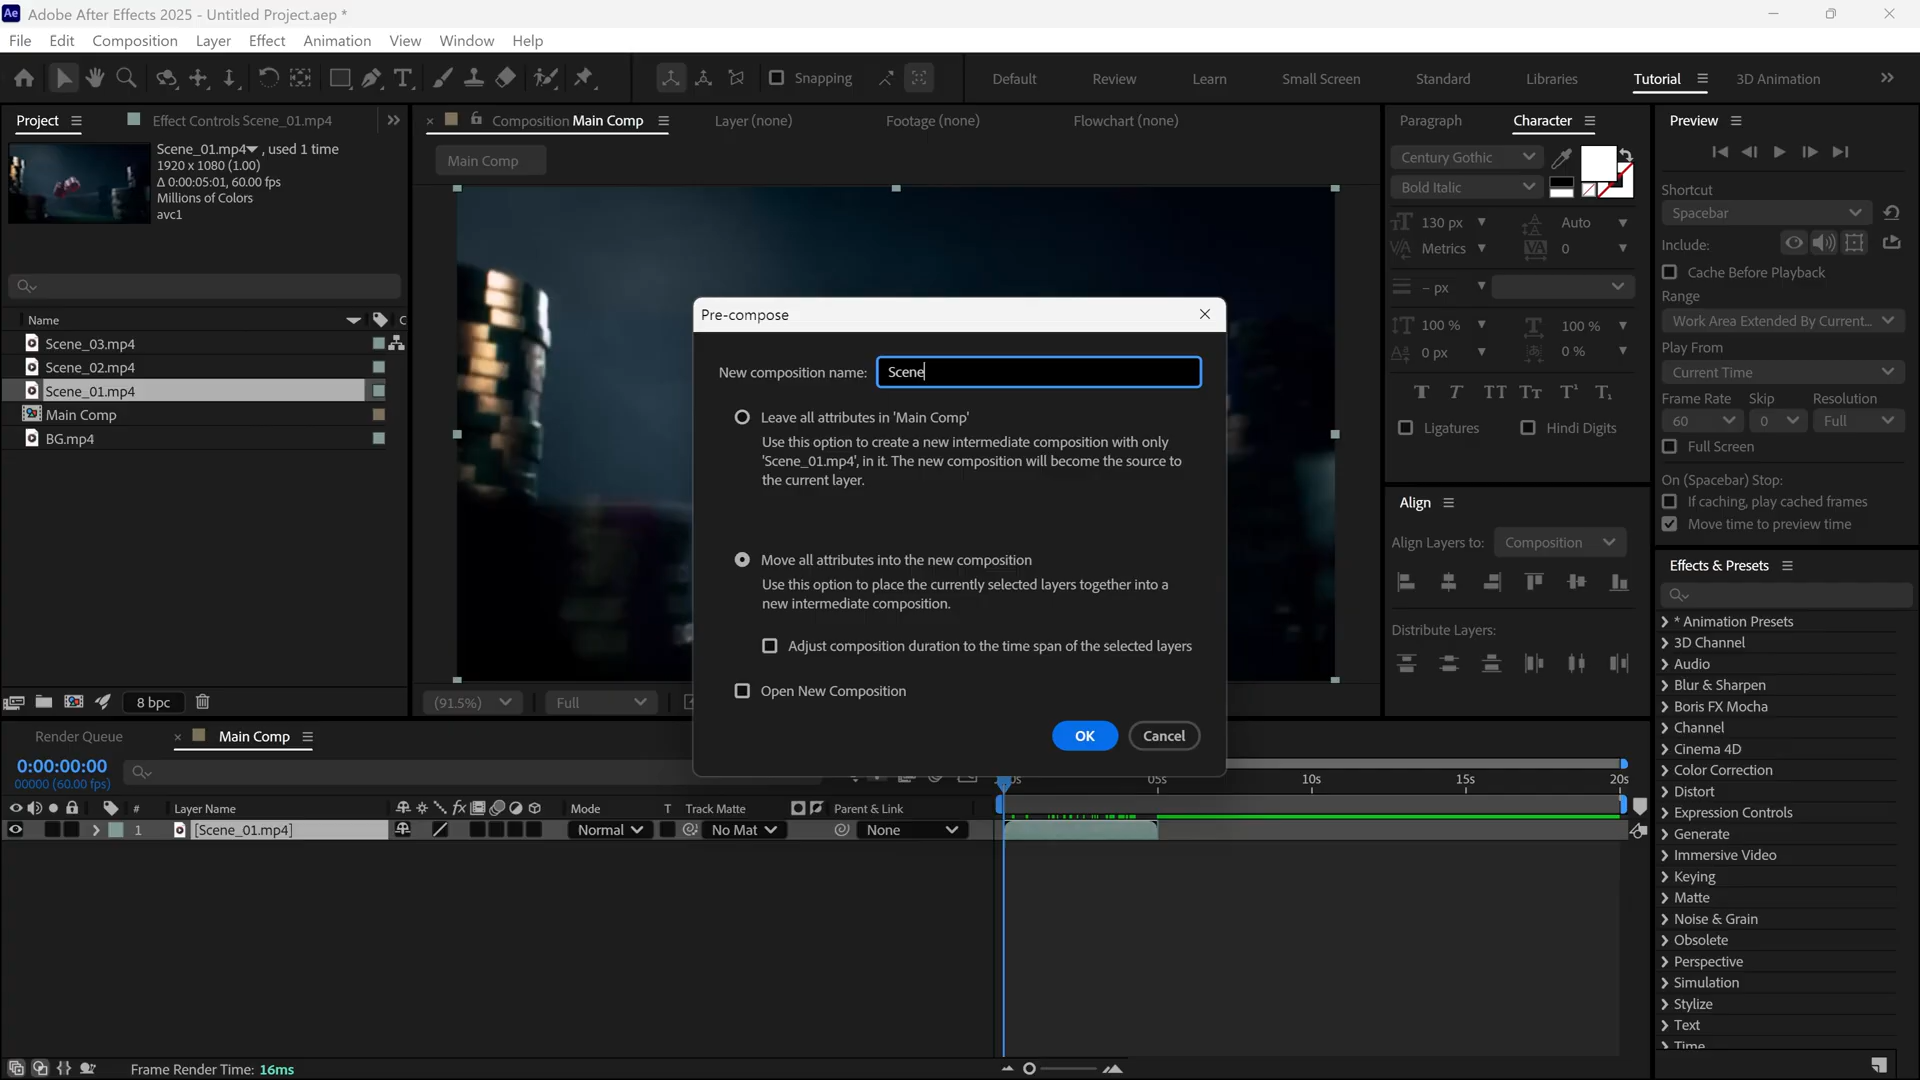 Ae Adobe After Effects 2025 - Untitled Project.aep *
File Edit Composition Layer Effect Animation View Window Help
Snapping
Default Review Learn Small Screen Standard Libraries Tutorial 3D Animation
Project Effect Controls Scene_01.mp4
Scene_01.mp4 , used 1 time
1920 x 1080 (1.00)
Δ 0:00:05:01, 60.00 fps
Millions of Colors
avc1
Name
Scene_03.mp4
Scene_02.mp4
Scene_01.mp4
Main Comp
BG.mp4
8 bpc
Composition Main Comp Layer (none) Footage (none) Flowchart (none)
Main Comp
(91.5%) Full
Pre-compose
New composition name: Scene
Leave all attributes in 'Main Comp'
Use this option to create a new intermediate composition with only
'Scene_01.mp4', in it. The new composition will become the source to
the current layer.
Move all attributes into the new composition
Use this option to place the currently selected layers together into a
new intermediate composition.
Adjust composition duration to the time span of the selected layers
Open New Composition
OK Cancel
Paragraph Character
Century Gothic
Bold Italic
130 px Auto
Metrics 0
– px
100 % 100 %
0 px 0 %
Ligatures Hindi Digits
Align
Align Layers to: Composition
Distribute Layers:
Preview
Shortcut
Spacebar
Include:
Cache Before Playback
Range
Work Area Extended By Current...
Play From
Current Time
Frame Rate Skip Resolution
60 0 Full
Full Screen
On (Spacebar) Stop:
If caching, play cached frames
Move time to preview time
Effects & Presets
* Animation Presets
3D Channel
Audio
Blur & Sharpen
Boris FX Mocha
Channel
Cinema 4D
Color Correction
Distort
Expression Controls
Generate
Immersive Video
Keying
Matte
Noise & Grain
Obsolete
Perspective
Simulation
Stylize
Text
Time
Render Queue Main Comp
0:00:00:00
00000 (60.00 fps)
05s 10s 15s 20s
# Layer Name Mode T Track Matte Parent & Link
1 [Scene_01.mp4] Normal No Mat None
Frame Render Time: 16ms